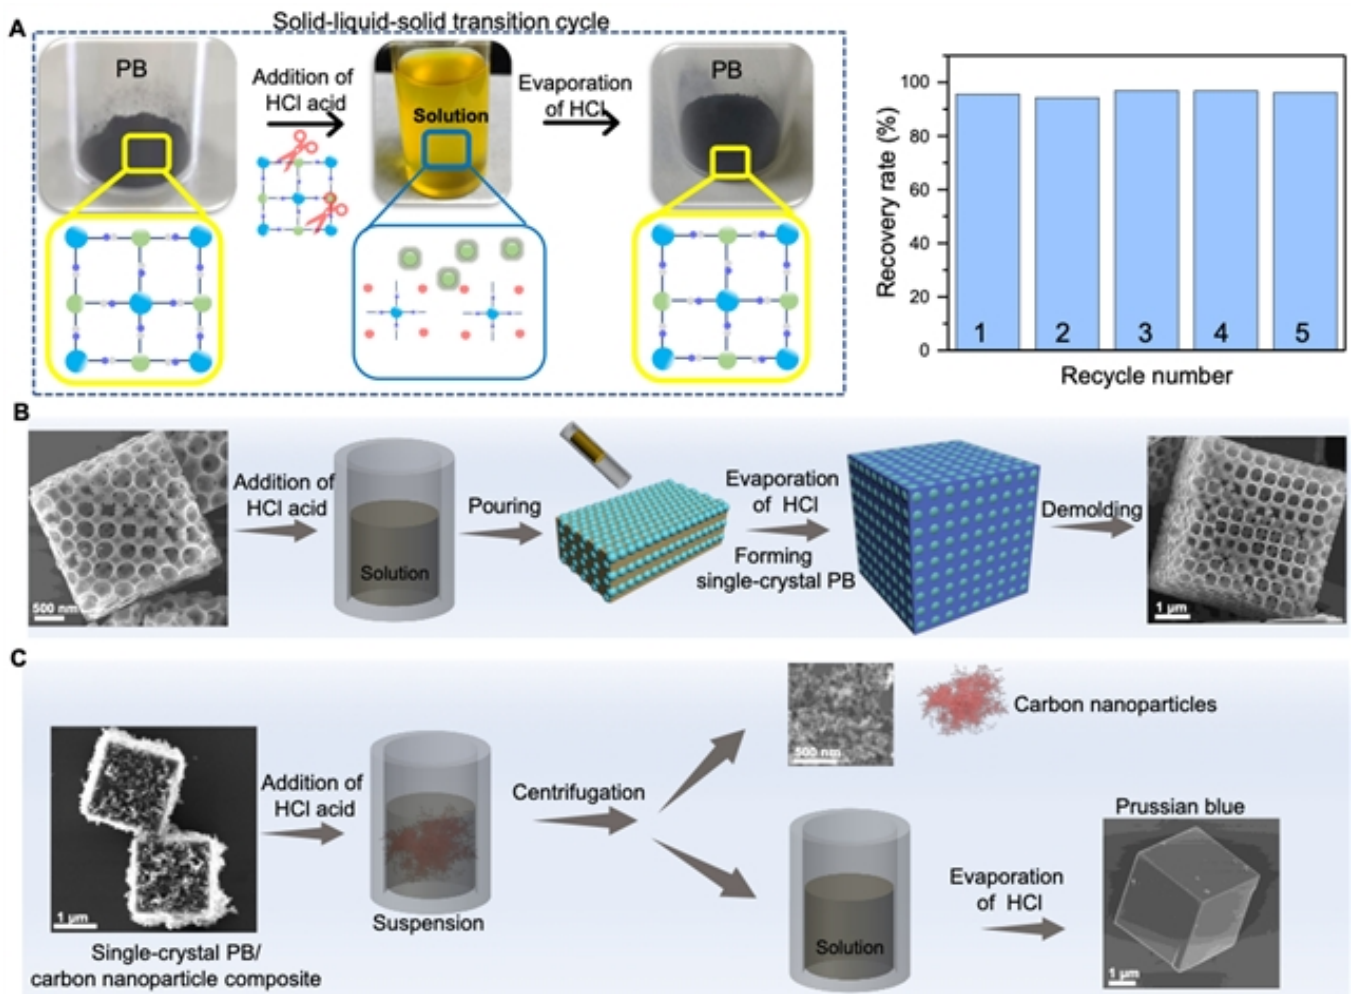 A
Solid-liquid-solid transition cycle
PB
Addition of
HCl acid
Solution
Evaporation
of HCl
PB
Recovery rate (%)
100
80
60
40
20
0
1
2
3
4
5
Recycle number
B
500 nm
Addition of
HCl acid
Solution
Pouring
Evaporation
of HCl
Forming
single-crystal PB
Demolding
1 μm
C
1 μm
Single-crystal PB/
carbon nanoparticle composite
Addition of
HCl acid
Suspension
Centrifugation
500 nm
Carbon nanoparticles
Solution
Evaporation
of HCl
Prussian blue
1 μm